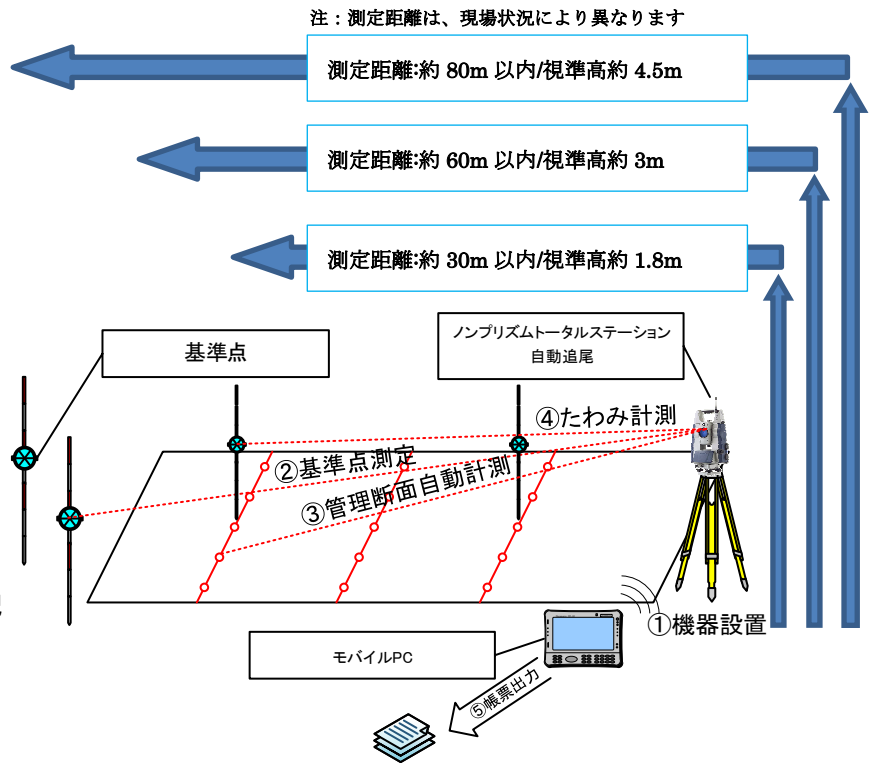 注：測定距離は、現場状況により異なります
測定距離:約 80m 以内/視準高約 4.5m
測定距離:約 60m 以内/視準高約 3m
測定距離:約 30m 以内/視準高約 1.8m
基準点
ノンプリズムトータルステーション
自動追尾
④たわみ計測
②基準点測定
③管理断面自動計測
①機器設置
モバイルPC
⑤帳票出力